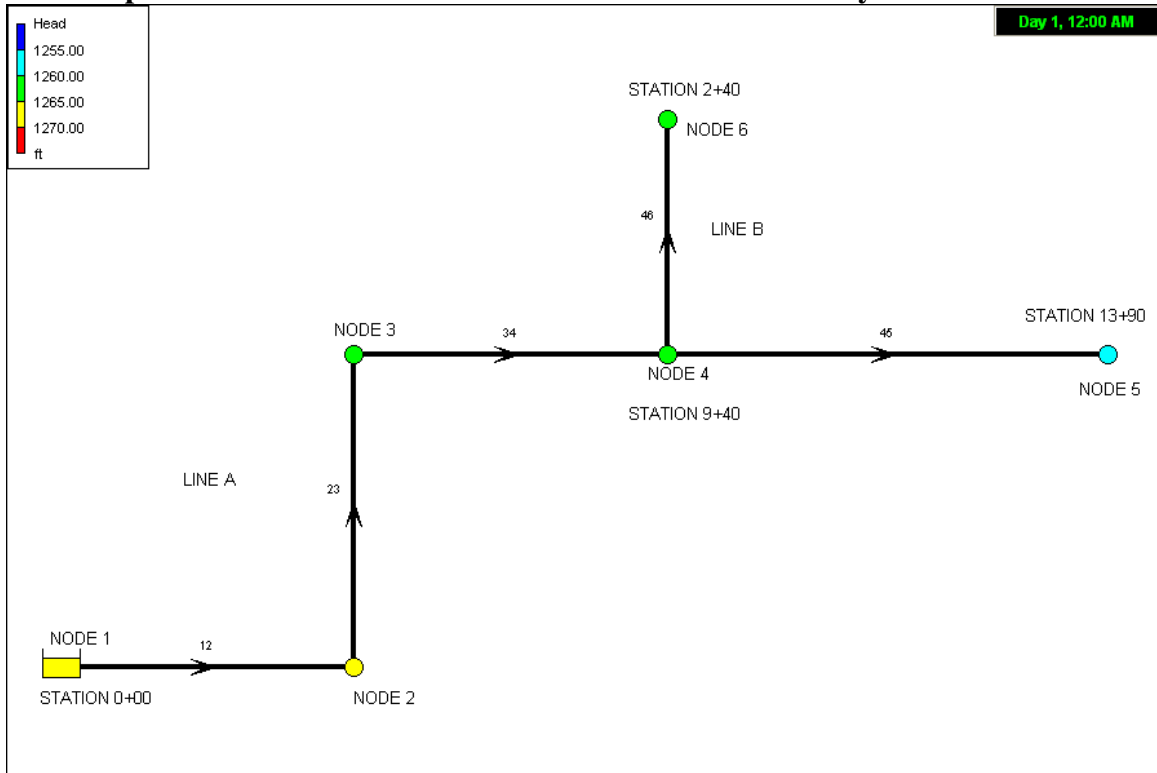 Head
1255.00
1260.00
1265.00
1270.00
ft
Day 1, 12:00 AM
STATION 2+40
NODE 6
46
LINE B
STATION 13+90
NODE 3
34
45
NODE 4
NODE 5
STATION 9+40
LINE A
23
NODE 1
12
STATION 0+00
NODE 2